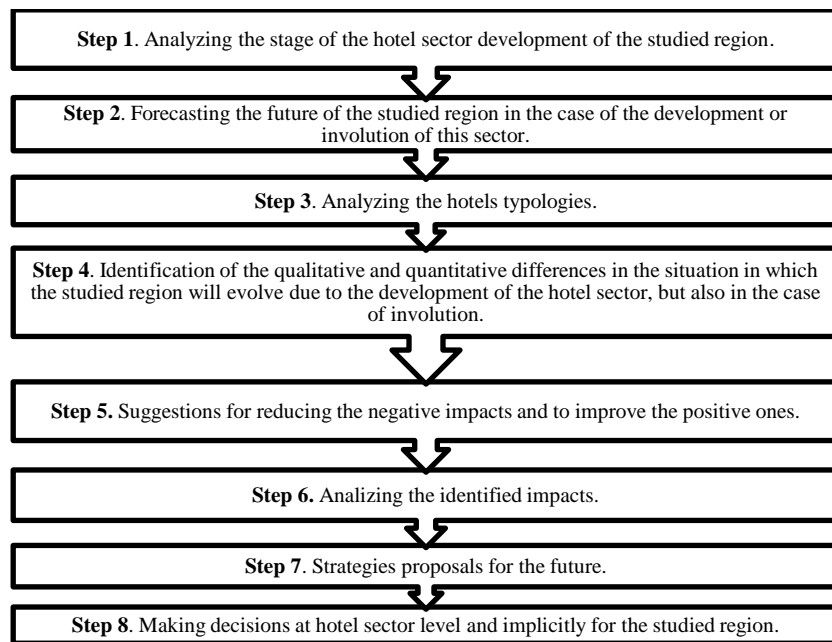 Step 1. Analyzing the stage of the hotel sector development of the studied region.
Step 2. Forecasting the future of the studied region in the case of the development or
involution of this sector.
Step 3. Analyzing the hotels typologies.
Step 4. Identification of the qualitative and quantitative differences in the situation in which
the studied region will evolve due to the development of the hotel sector, but also in the case
of involution.
Step 5. Suggestions for reducing the negative impacts and to improve the positive ones.
Step 6. Analizing the identified impacts.
Step 7. Strategies proposals for the future.
Step 8. Making decisions at hotel sector level and implicitly for the studied region.